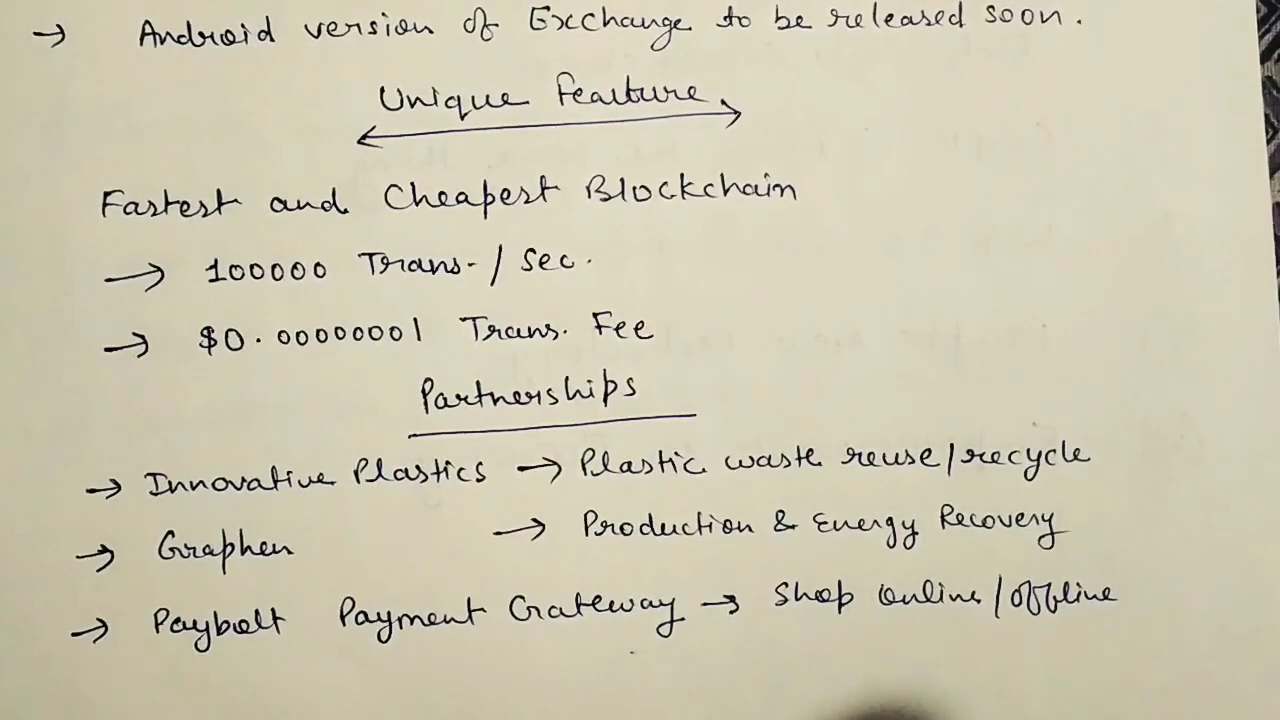 → Android version of Exchange to be released soon.
Unique Fearture
Fastest and Cheapest Blockchain
→ 100000 Trans. / Sec.
→ $0.00000001 Trans. Fee
Partnerships
→ Innovative Plastics → Plastic waste reuse/recycle
→ Graphen → Production & Energy Recovery
→ Paybolt Payment Gateway → Shop online/offline